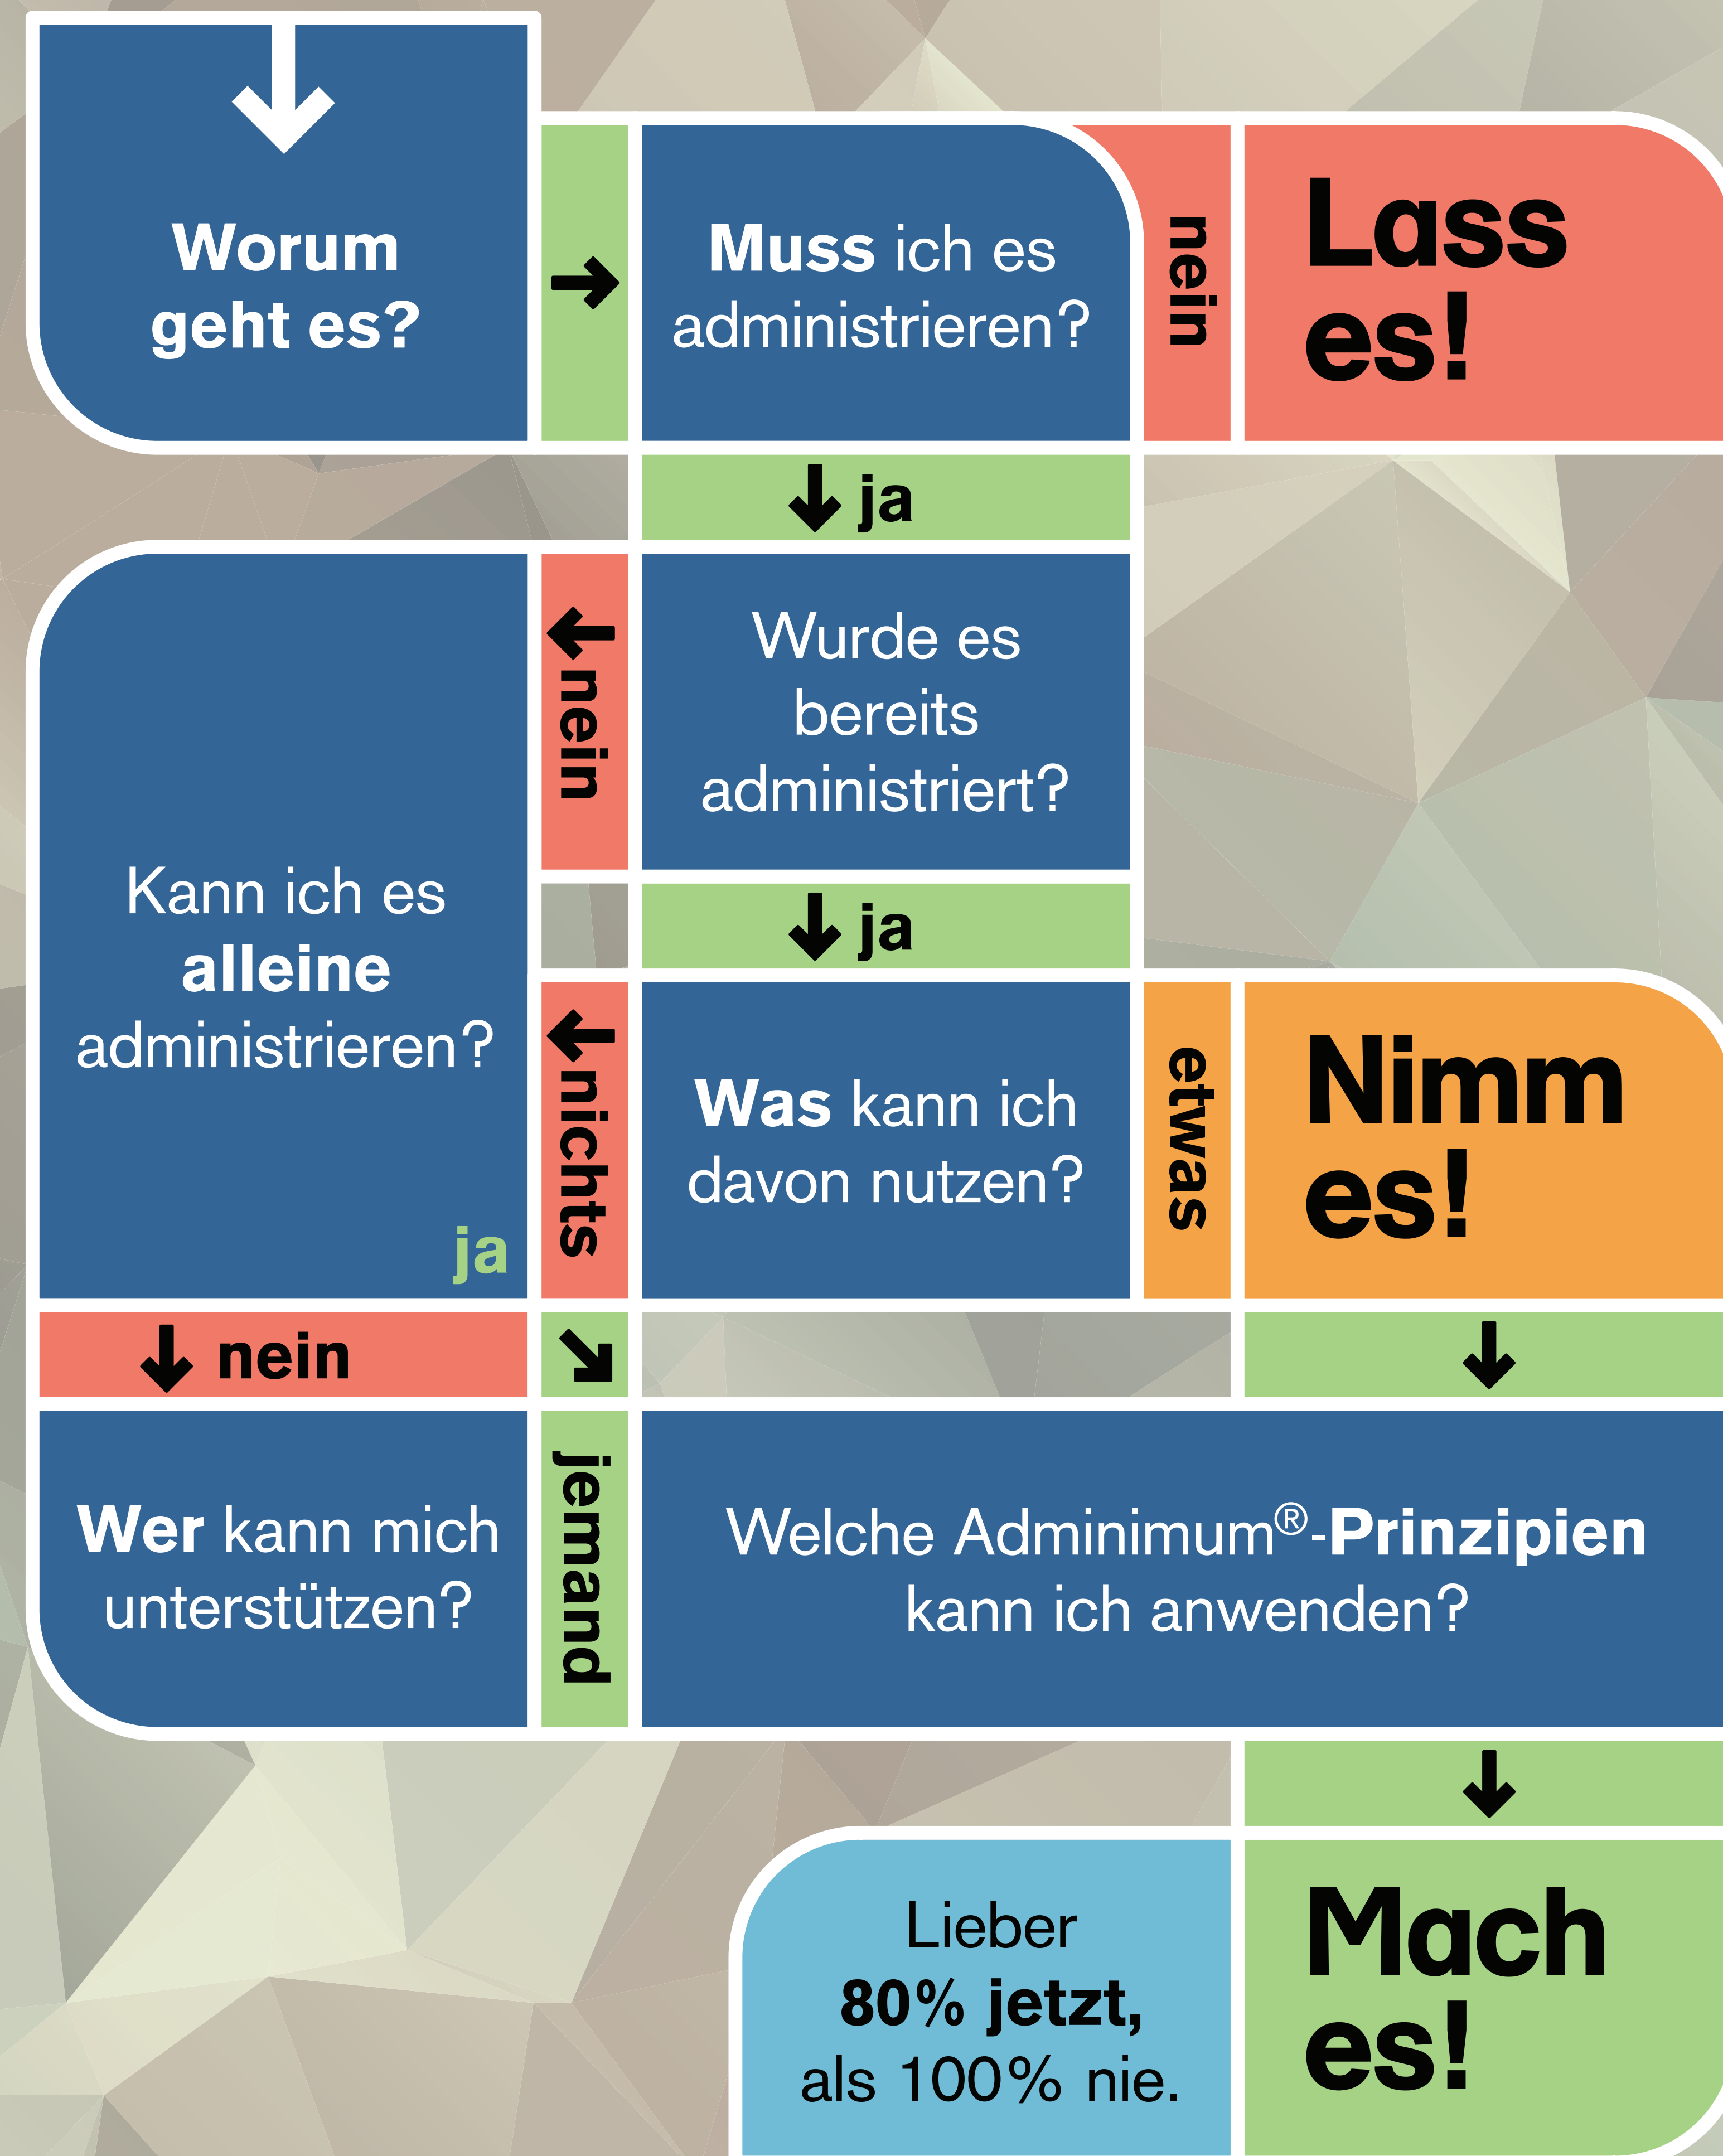 Worum
geht es?
Muss ich es
administrieren?
nein
Lass
es!
ja
Wurde es
bereits
administriert?
nein
Kann ich es
alleine
administrieren?
ja
ja
Was kann ich
davon nutzen?
nichts
etwas
Nimm
es!
nein
Wer kann mich
unterstützen?
jemand
Welche Adminimum®-Prinzipien
kann ich anwenden?
Lieber
80% jetzt,
als 100% nie.
Mach
es!